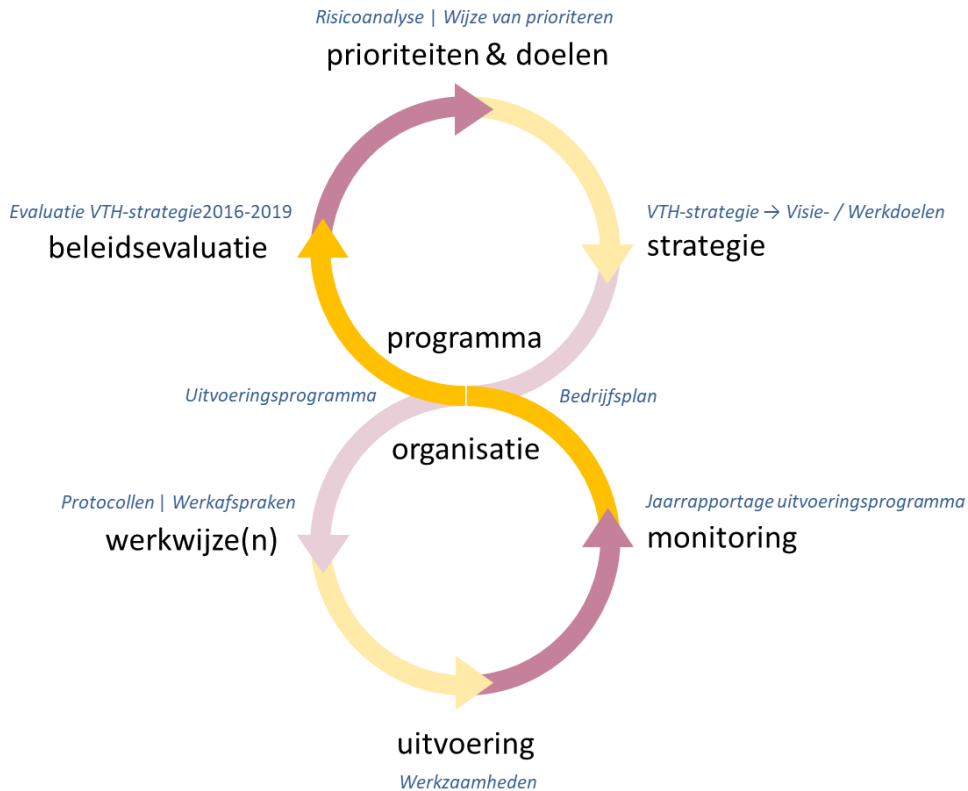 Risicoanalyse | Wijze van prioriteren
prioriteiten & doelen
Evaluatie VTH-strategie2016-2019
beleidsevaluatie
VTH-strategie → Visie- / Werkdoelen
strategie
programma
Uitvoeringsprogramma
Bedrijfsplan
organisatie
Protocollen | Werkafspraken
werkwijze(n)
Jaarrapportage uitvoeringsprogramma
monitoring
uitvoering
Werkzaamheden